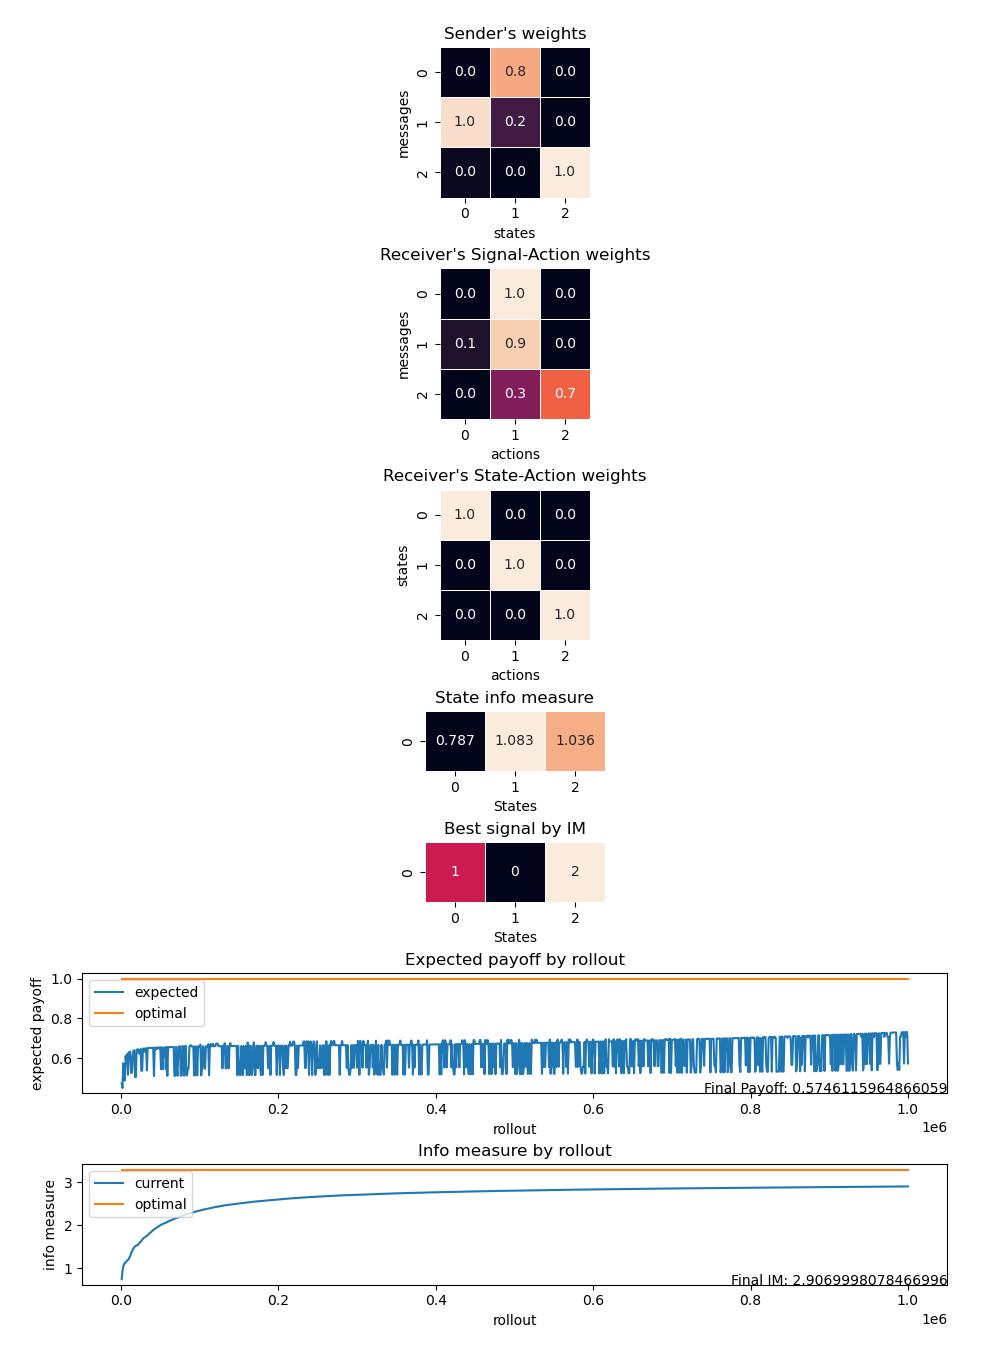 Sender's weights
messages
0 0.0 0.8 0.0
1 1.0 0.2 0.0
2 0.0 0.0 1.0
0 1 2
states
Receiver's Signal-Action weights
messages
0 0.0 1.0 0.0
1 0.1 0.9 0.0
2 0.0 0.3 0.7
0 1 2
actions
Receiver's State-Action weights
states
0 1.0 0.0 0.0
1 0.0 1.0 0.0
2 0.0 0.0 1.0
0 1 2
actions
State info measure
0 0.787 1.083 1.036
0 1 2
States
Best signal by IM
0 1 0 2
0 1 2
States
Expected payoff by rollout
expected payoff
1.0
0.8
0.6
expected
optimal
Final Payoff: 0.5746115964866059
0.0 0.2 0.4 0.6 0.8 1.0
1e6
rollout
Info measure by rollout
info measure
3
2
1
current
optimal
Final IM: 2.9069998078466996
0.0 0.2 0.4 0.6 0.8 1.0
1e6
rollout